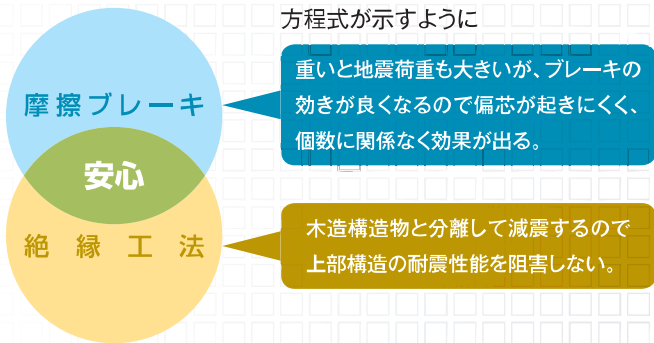 方程式が示すように
重いと地震荷重も大きいが、ブレーキの
効きが良くなるので偏芯が起きにくく、
個数に関係なく効果が出る。
摩擦ブレーキ
安心
絶縁工法
木造構造物と分離して減震するので
上部構造の耐震性能を阻害しない。